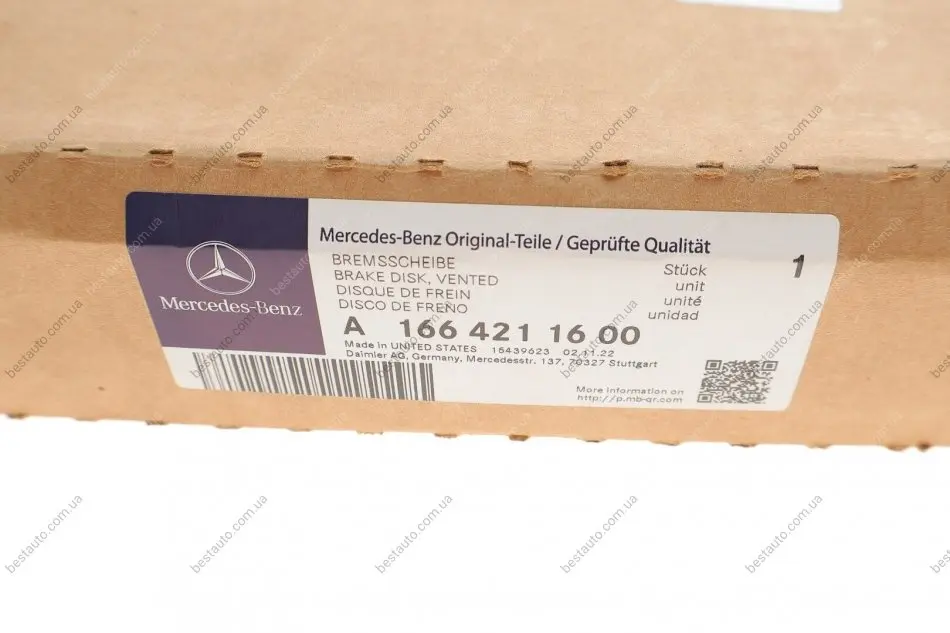 Mercedes-Benz
Mercedes-Benz Original-Teile / Geprüfte Qualität
BREMSSCHEIBE
BRAKE DISK, VENTED
DISQUE DE FREIN
DISCO DE FRENO
Stück
unit
unité
unidad
1
A 166 421 16 00
Made in UNITED STATES 15439623 02.11.22
Daimler AG, Germany, Mercedesstr. 137, 70327 Stuttgart
More information on
http://p.mb-qr.com
bestauto.com.ua